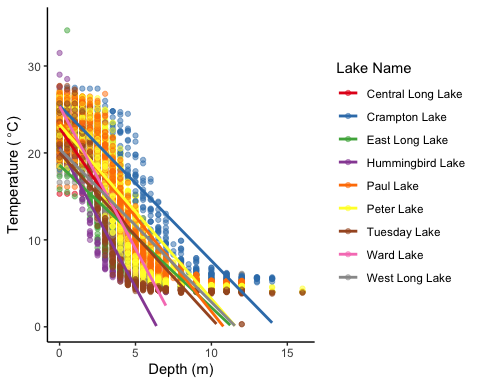 Temperature ( °C)
30
20
10
0
0
5
10
15
Depth (m)
Lake Name
Central Long Lake
Crampton Lake
East Long Lake
Hummingbird Lake
Paul Lake
Peter Lake
Tuesday Lake
Ward Lake
West Long Lake